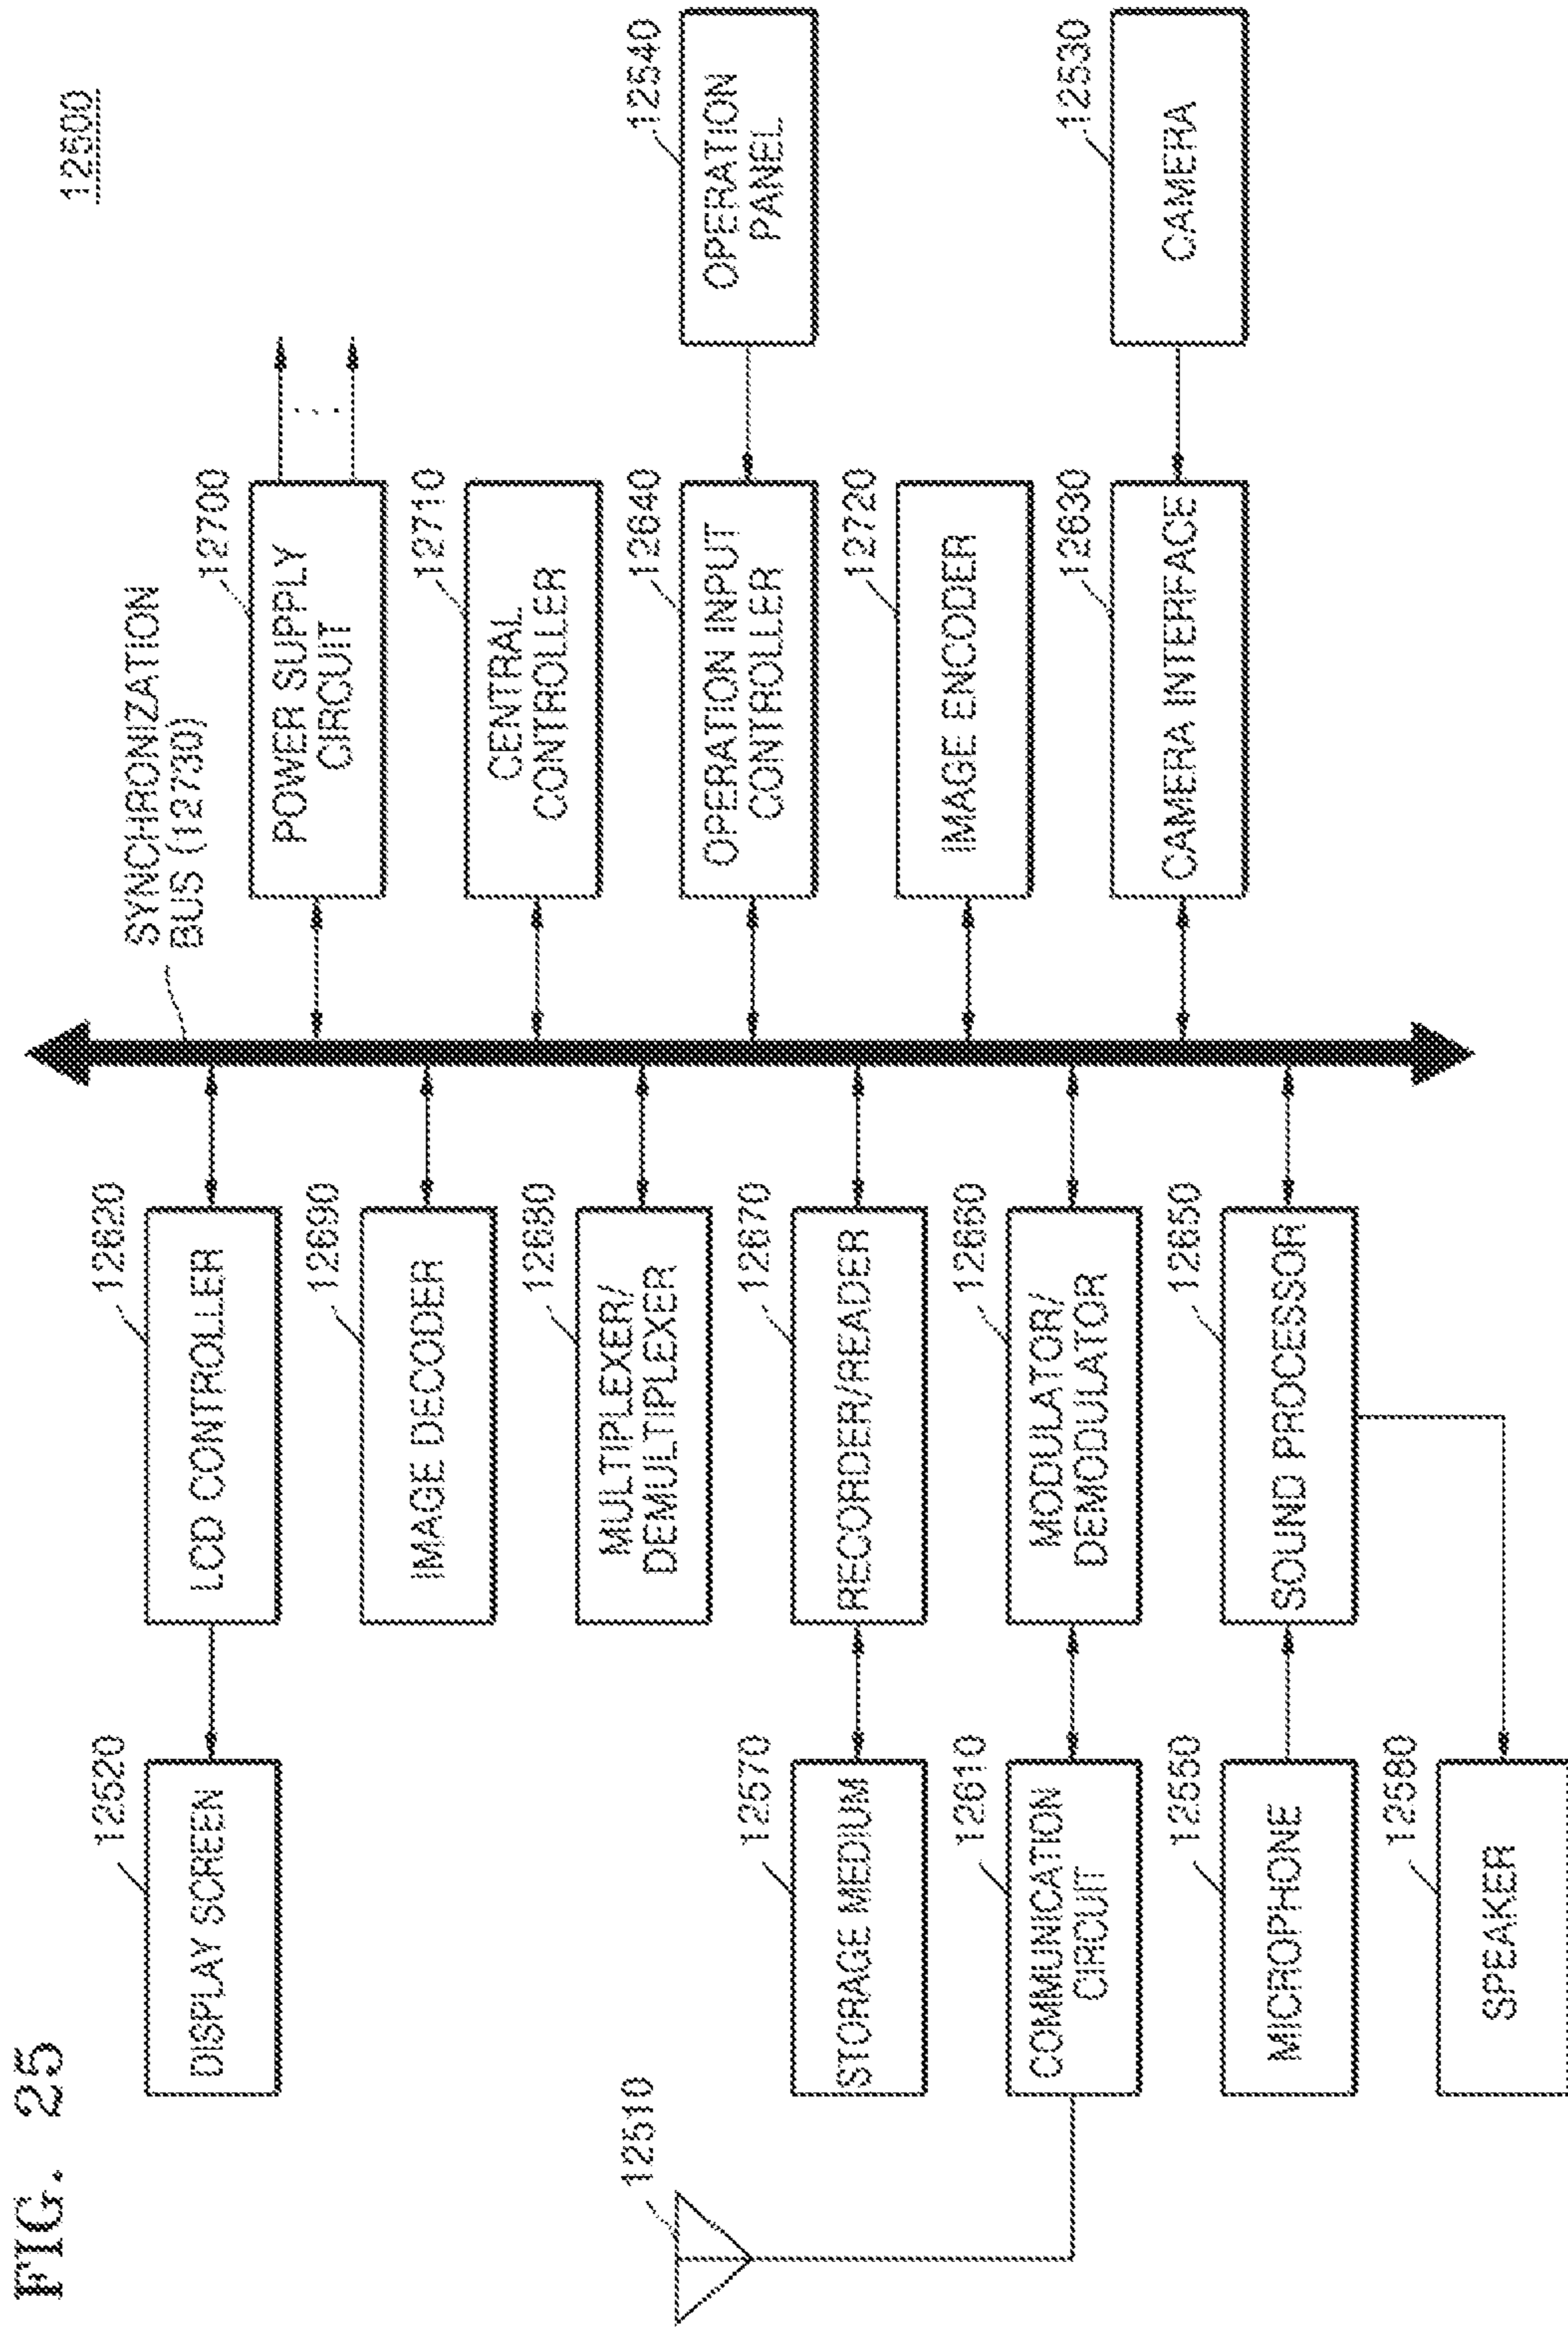 FIG. 25
12500
SYNCHRONIZATION
BUS (12730)
12520
DISPLAY SCREEN
12620
LCD CONTROLLER
12700
POWER SUPPLY
CIRCUIT
12690
IMAGE DECODER
12710
CENTRAL
CONTROLLER
12510
12680
MULTIPLEXER/
DEMULTIPLEXER
12640
OPERATION INPUT
CONTROLLER
12540
OPERATION
PANEL
12570
STORAGE MEDIUM
12670
RECORDER/READER
12720
IMAGE ENCODER
12610
COMMUNICATION
CIRCUIT
12660
MODULATOR/
DEMODULATOR
12630
CAMERA INTERFACE
12530
CAMERA
12550
MICROPHONE
12650
SOUND PROCESSOR
12580
SPEAKER